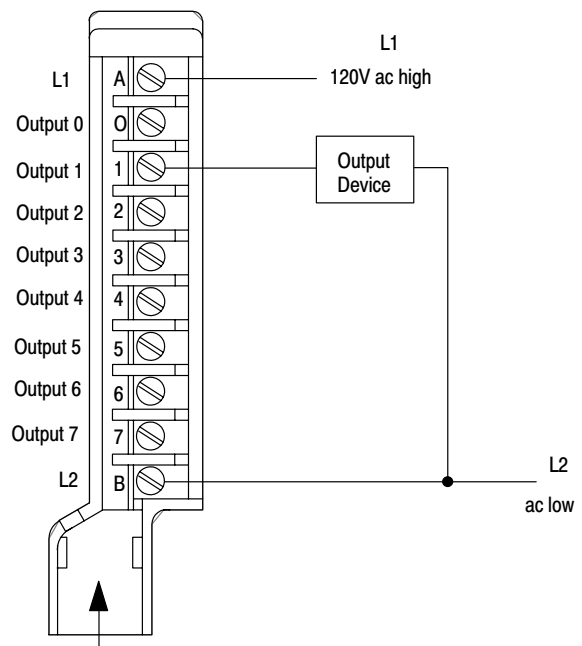 L1
L1 A 120V ac high
Output 0 O
Output 1 1 Output
Device
Output 2 2
Output 3 3
Output 4 4
Output 5 5
Output 6 6
Output 7 7
L2 B L2
ac low